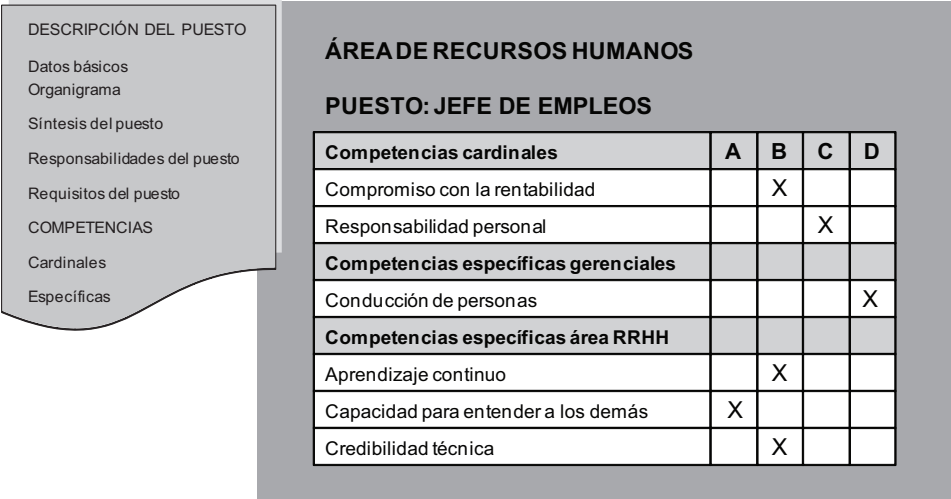 DESCRIPCIÓN DEL PUESTO
Datos básicos
Organigrama
Síntesis del puesto
Responsabilidades del puesto
Requisitos del puesto
COMPETENCIAS
Cardinales
Específicas
ÁREA DE RECURSOS HUMANOS
PUESTO: JEFE DE EMPLEOS
Competencias cardinales A B C D
Compromiso con la rentabilidad X
Responsabilidad personal X
Competencias específicas gerenciales
Conducción de personas X
Competencias específicas área RRHH
Aprendizaje continuo X
Capacidad para entender a los demás X
Credibilidad técnica X